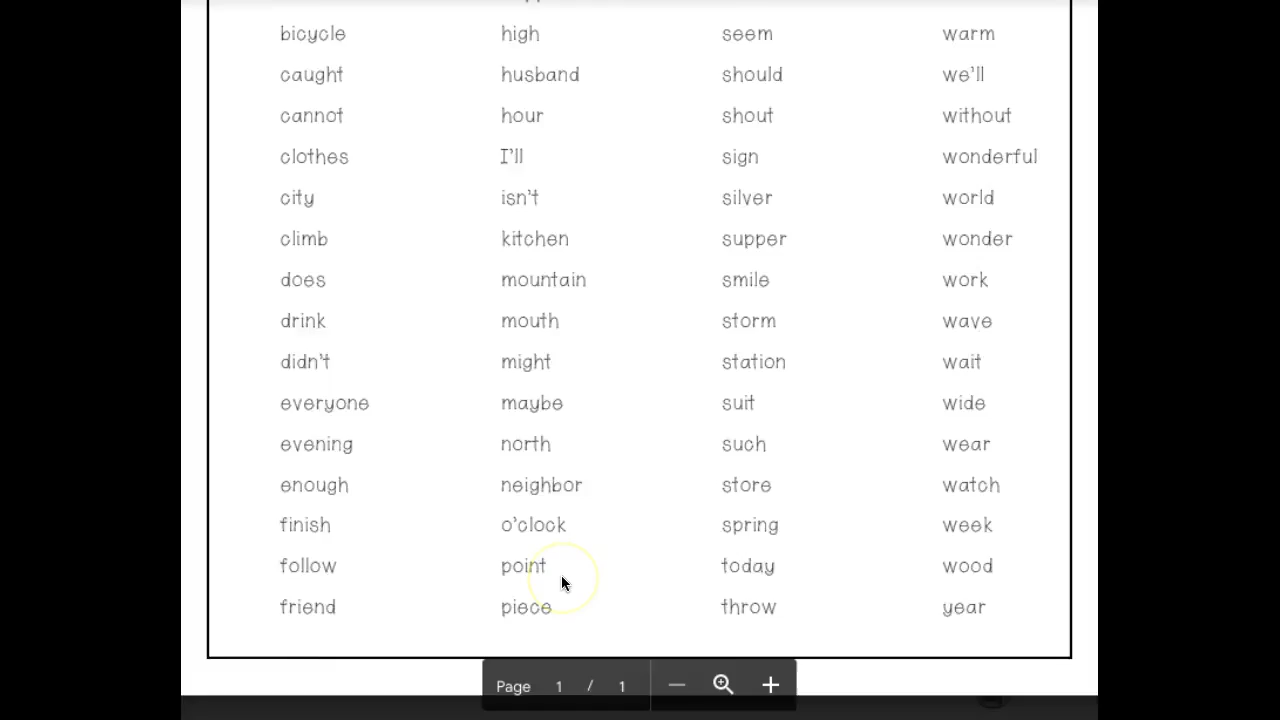 bicycle high seem warm
caught husband should we'll
cannot hour shout without
clothes I'll sign wonderful
city isn't silver world
climb kitchen supper wonder
does mountain smile work
drink mouth storm wave
didn't might station wait
everyone maybe suit wide
evening north such wear
enough neighbor store watch
finish o'clock spring week
follow point today wood
friend piece throw year
Page 1 / 1